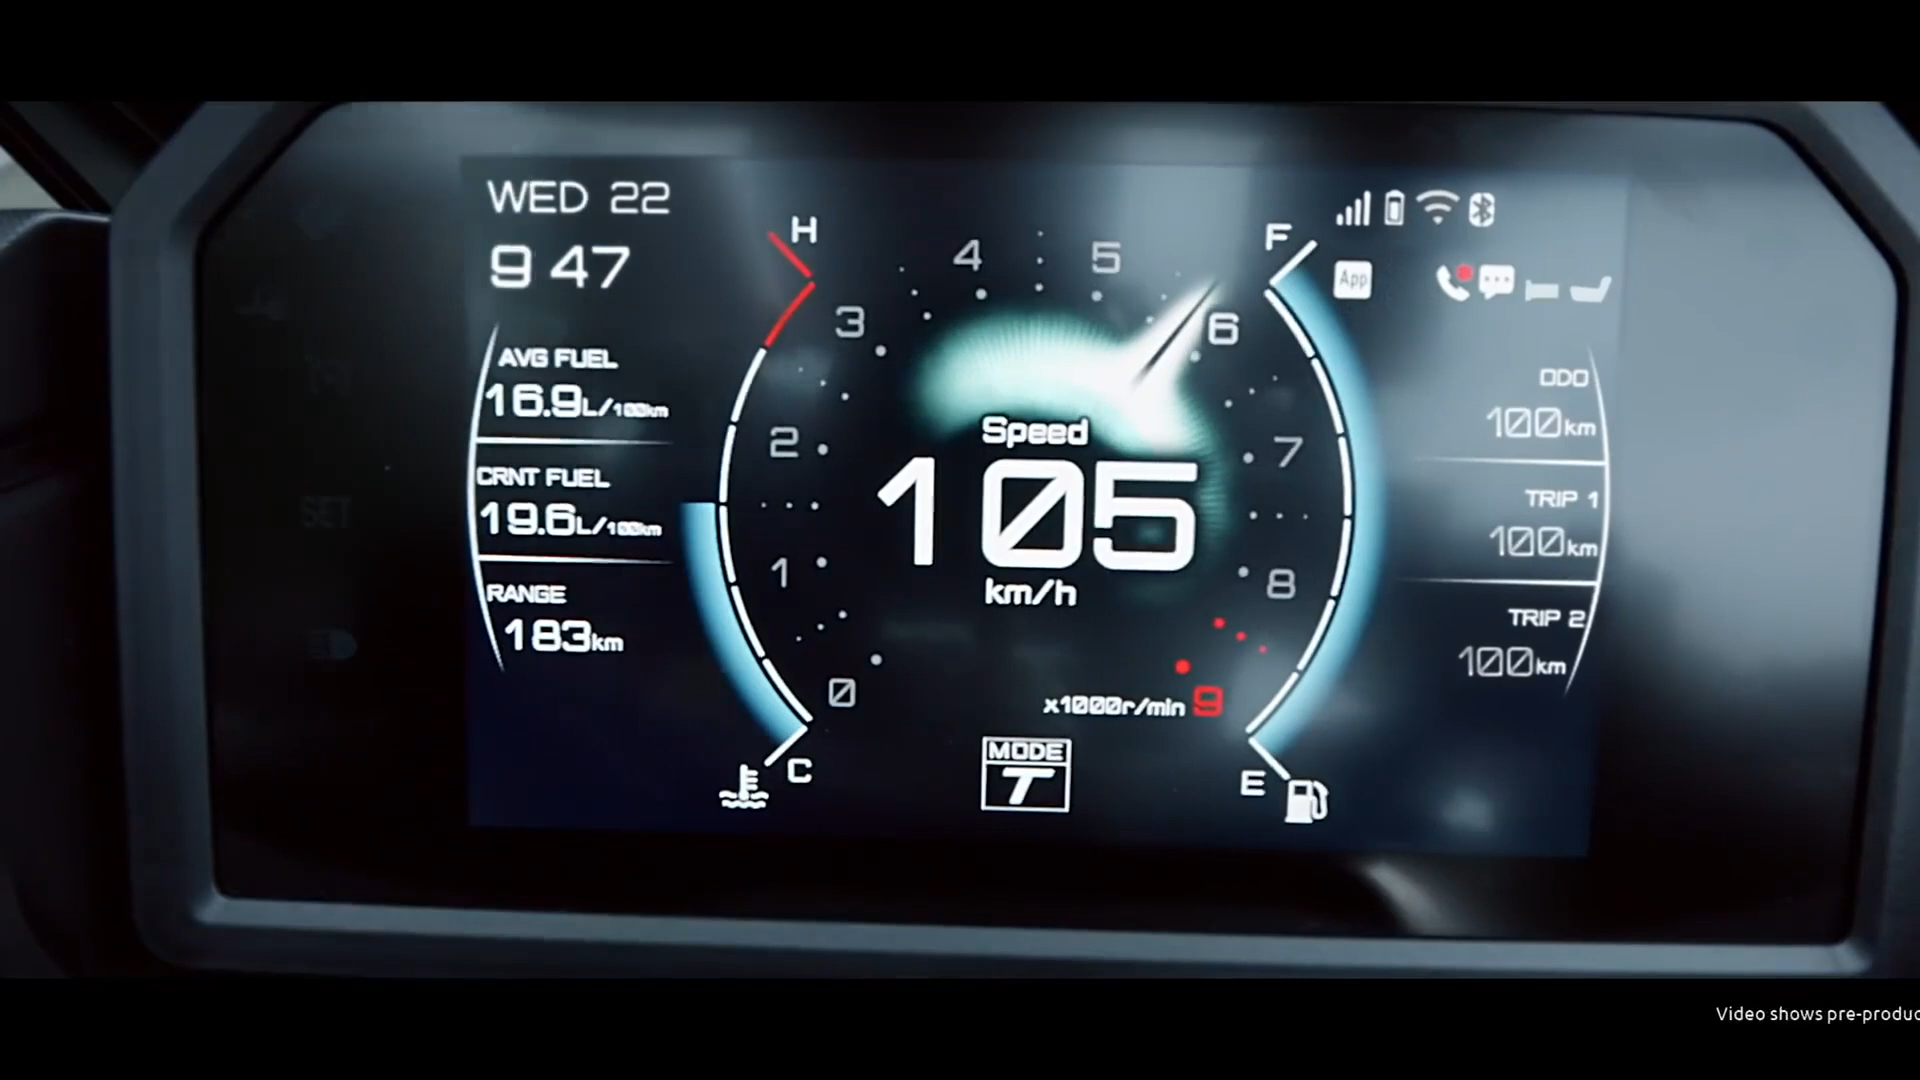 WED 22
9 47
H
AVG FUEL
16.9L/100km
CRNT FUEL
19.6L/100km
RANGE
183km
C
0
1
2
3
4
5
6
7
8
9
x1000r/min
Speed
105
km/h
MODE
T
F
E
App
ODO
100km
TRIP 1
100km
TRIP 2
100km
SET
Video shows pre-produc